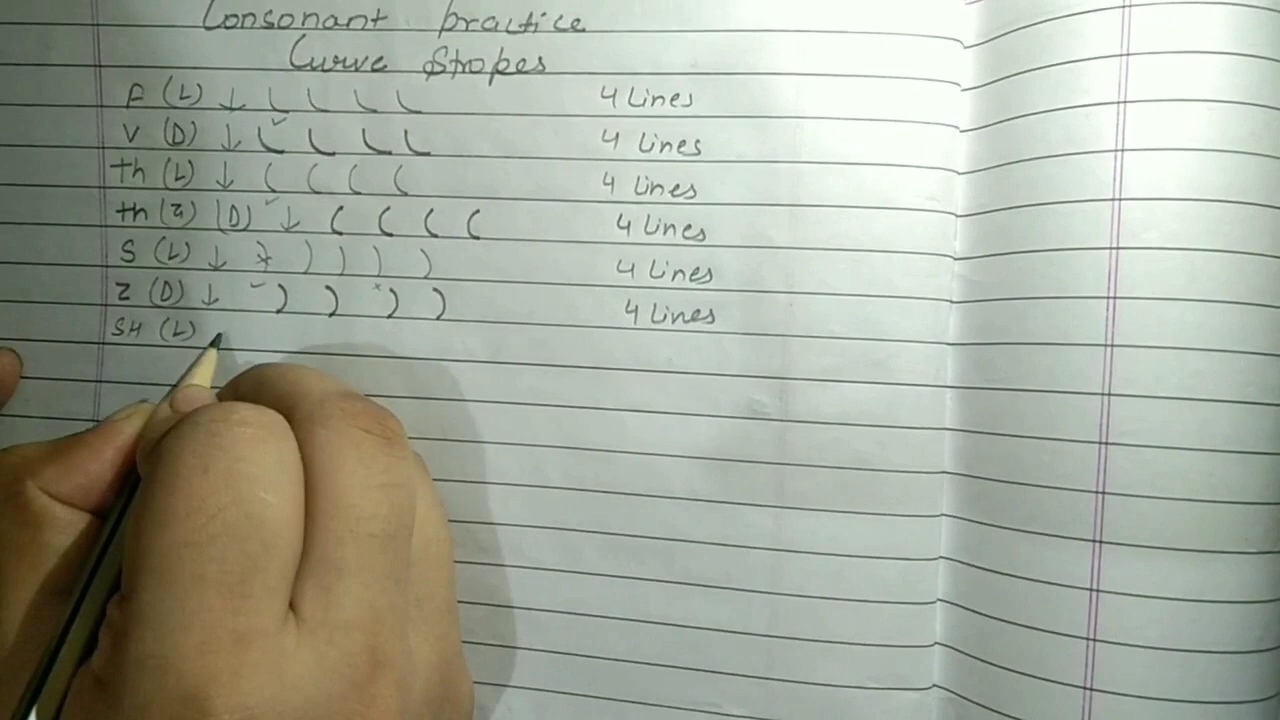 Consonant practice
Curve Strokes
F (L) ↓ 4 Lines
V (D) ↓ 4 Lines
th (L) ↓ 4 Lines
th (द) (D) ↓ 4 Lines
S (L) ↓ 4 Lines
Z (D) ↓ 4 Lines
SH (L)